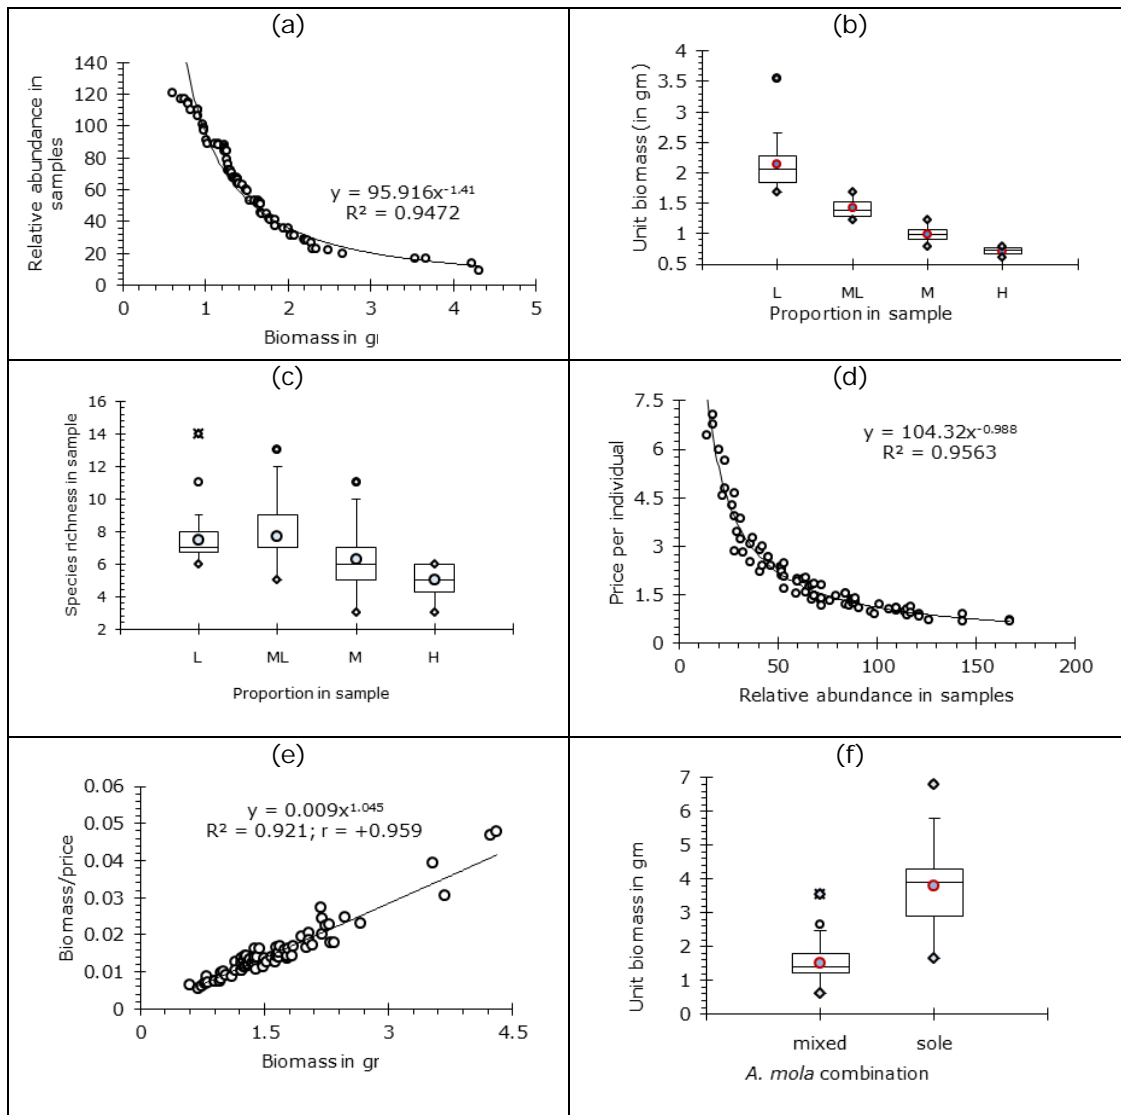 (a)
Relative abundance in
samples
140
120
100
80
60
40
20
0
y = 95.916x^-1.41
R² = 0.9472
0 1 2 3 4 5
Biomass in gr
(b)
Unit biomass (in gm)
4
3.5
3
2.5
2
1.5
1
0.5
L ML M H
Proportion in sample
(c)
Species richness in sample
16
14
12
10
8
6
4
2
L ML M H
Proportion in sample
(d)
Price per individual
7.5
6
4.5
3
1.5
0
y = 104.32x^-0.988
R² = 0.9563
0 50 100 150 200
Relative abundance in samples
(e)
Biomass/price
0.06
0.05
0.04
0.03
0.02
0.01
0
y = 0.009x^1.045
R² = 0.921; r = +0.959
0 1.5 3 4.5
Biomass in gr
(f)
Unit biomass in gm
7
6
5
4
3
2
1
0
mixed sole
A. mola combination